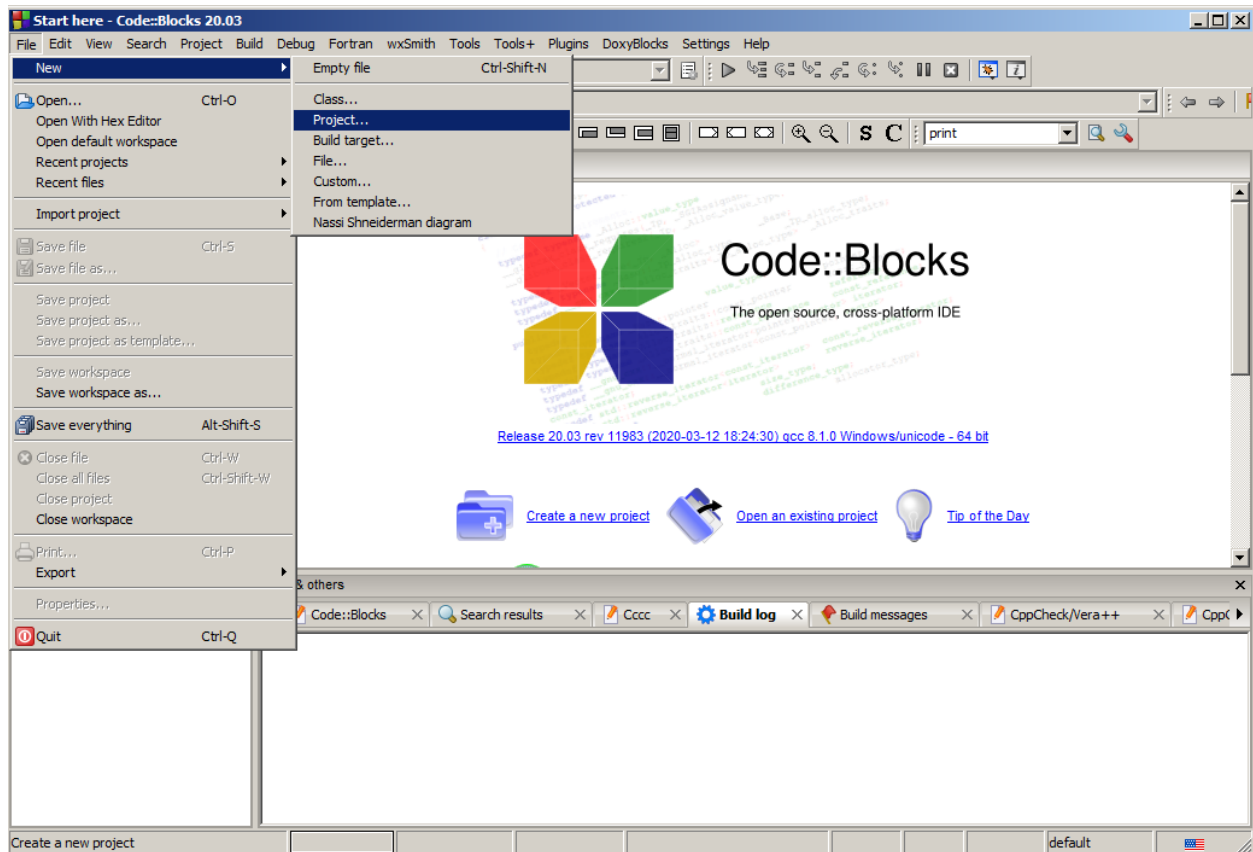 Start here - Code::Blocks 20.03
File Edit View Search Project Build Debug Fortran wxSmith Tools Tools+ Plugins DoxyBlocks Settings Help
New
Open... Ctrl-O
Open With Hex Editor
Open default workspace
Recent projects
Recent files
Import project
Save file Ctrl-S
Save file as...
Save project
Save project as...
Save project as template...
Save workspace
Save workspace as...
Save everything Alt-Shift-S
Close file Ctrl-W
Close all files Ctrl-Shift-W
Close project
Close workspace
Print... Ctrl-P
Export
Properties...
Quit Ctrl-Q
Empty file Ctrl-Shift-N
Class...
Project...
Build target...
File...
Custom...
From template...
Nassi Shneiderman diagram
S C print
Code::Blocks
The open source, cross-platform IDE
Release 20.03 rev 11983 (2020-03-12 18:24:30) gcc 8.1.0 Windows/unicode - 64 bit
Create a new project Open an existing project Tip of the Day
& others
Code::Blocks Search results Cccc Build log Build messages CppCheck/Vera++
Create a new project default